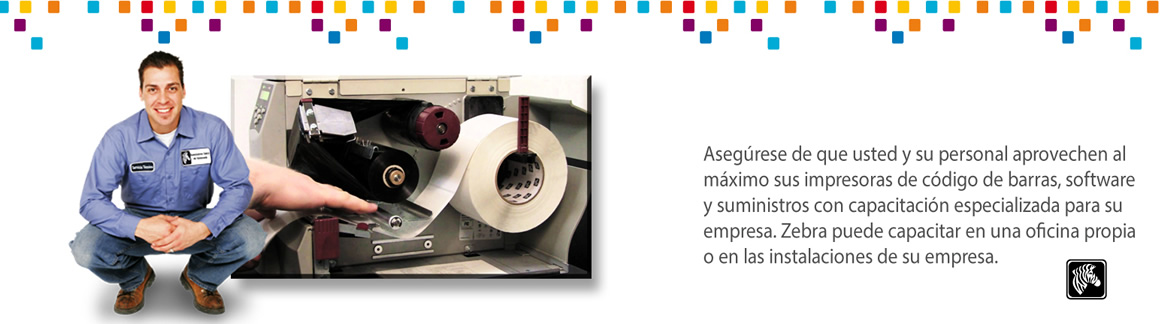 Asegúrese de que usted y su personal aprovechen al
máximo sus impresoras de código de barras, software
y suministros con capacitación especializada para su
empresa. Zebra puede capacitar en una oficina propia
o en las instalaciones de su empresa.